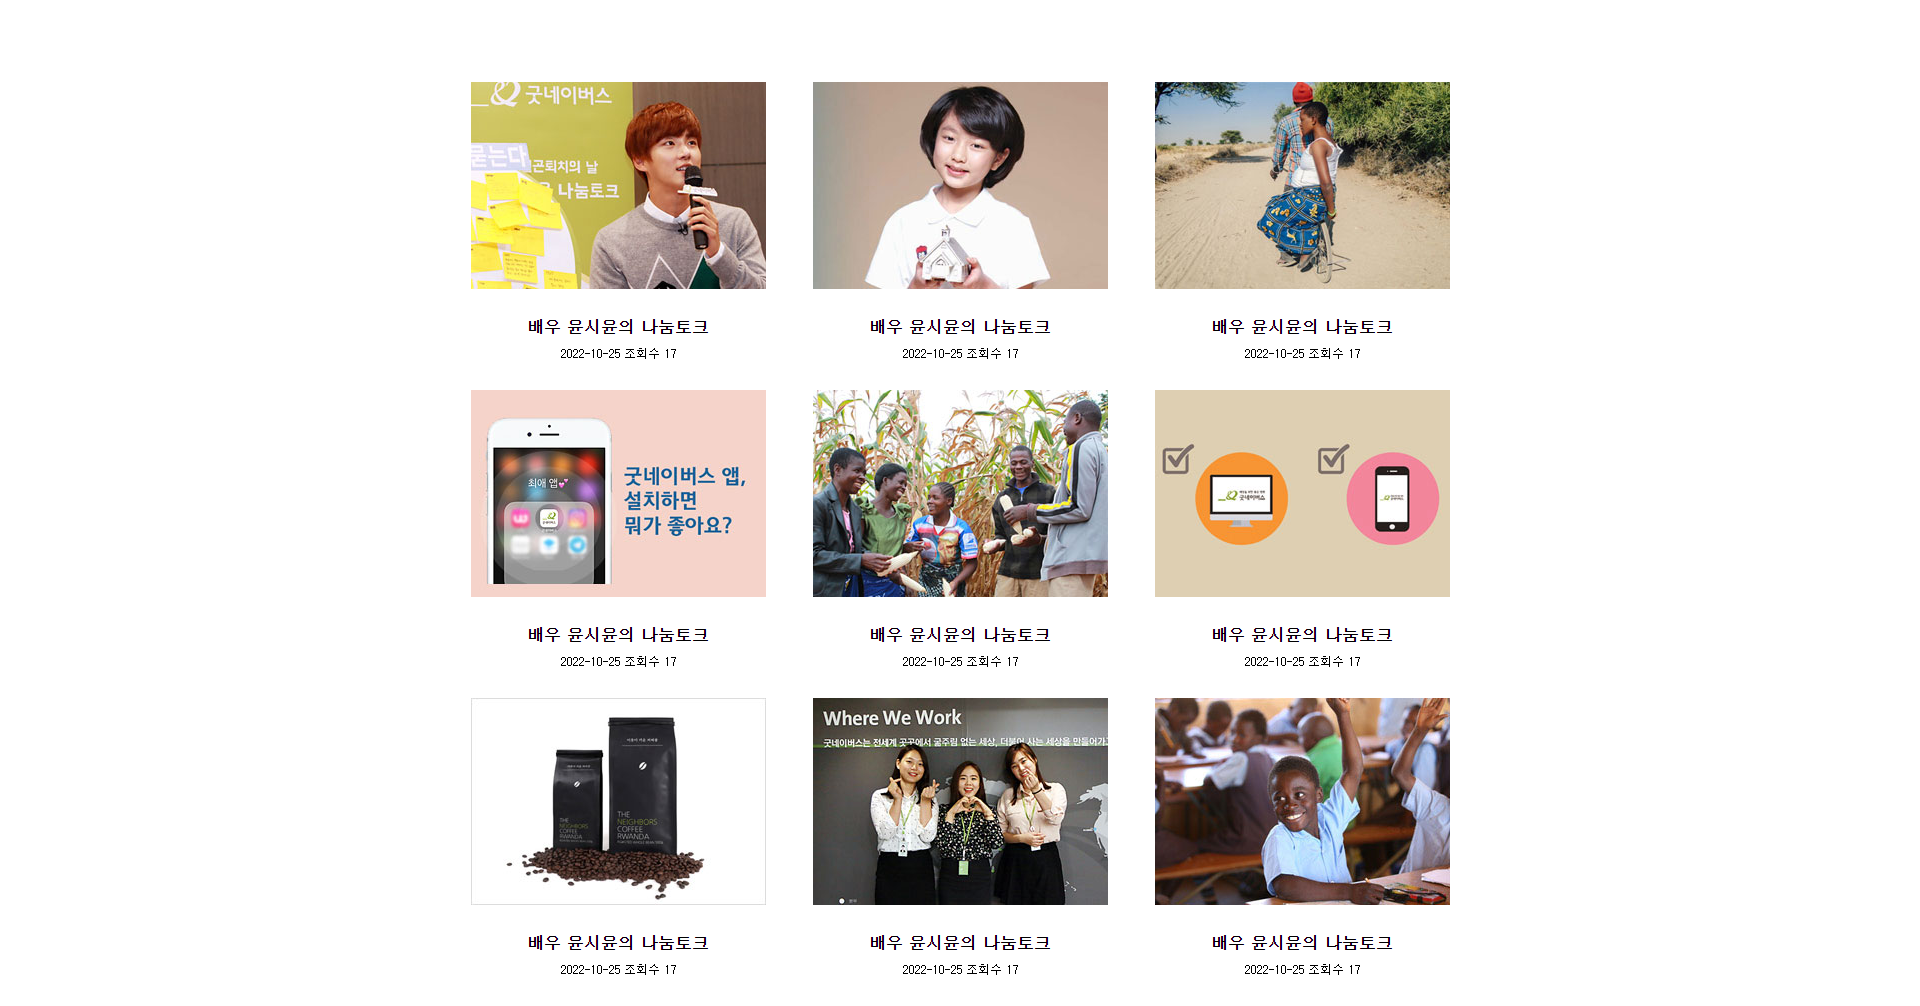 굿네이버스
묻는다
곤퇴치의 날
나눔토크
배우 윤시윤의 나눔토크
2022-10-25 조회수 17
배우 윤시윤의 나눔토크
2022-10-25 조회수 17
배우 윤시윤의 나눔토크
2022-10-25 조회수 17
최애 앱
굿네이버스 앱,
설치하면
뭐가 좋아요?
굿네이버스
배우 윤시윤의 나눔토크
2022-10-25 조회수 17
배우 윤시윤의 나눔토크
2022-10-25 조회수 17
배우 윤시윤의 나눔토크
2022-10-25 조회수 17
THE
NEIGHBORS
COFFEE
RWANDA
THE
NEIGHBORS
COFFEE
RWANDA
Where We Work
굿네이버스는 전세계 곳곳에서 굶주림 없는 세상, 더불어 사는 세상을 만들어가
배우 윤시윤의 나눔토크
2022-10-25 조회수 17
배우 윤시윤의 나눔토크
2022-10-25 조회수 17
배우 윤시윤의 나눔토크
2022-10-25 조회수 17